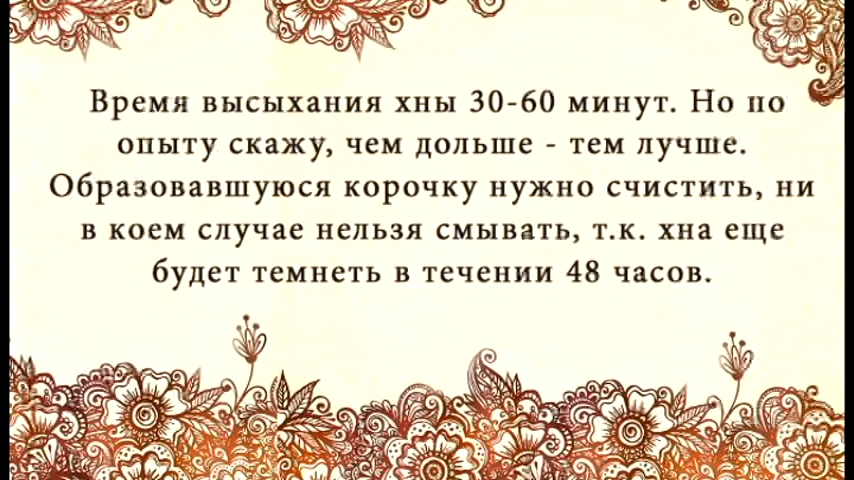 Время высыхания хны 30-60 минут. Но по
опыту скажу, чем дольше - тем лучше.
Образовавшуюся корочку нужно счистить, ни
в коем случае нельзя смывать, т.к. хна еще
будет темнеть в течении 48 часов.